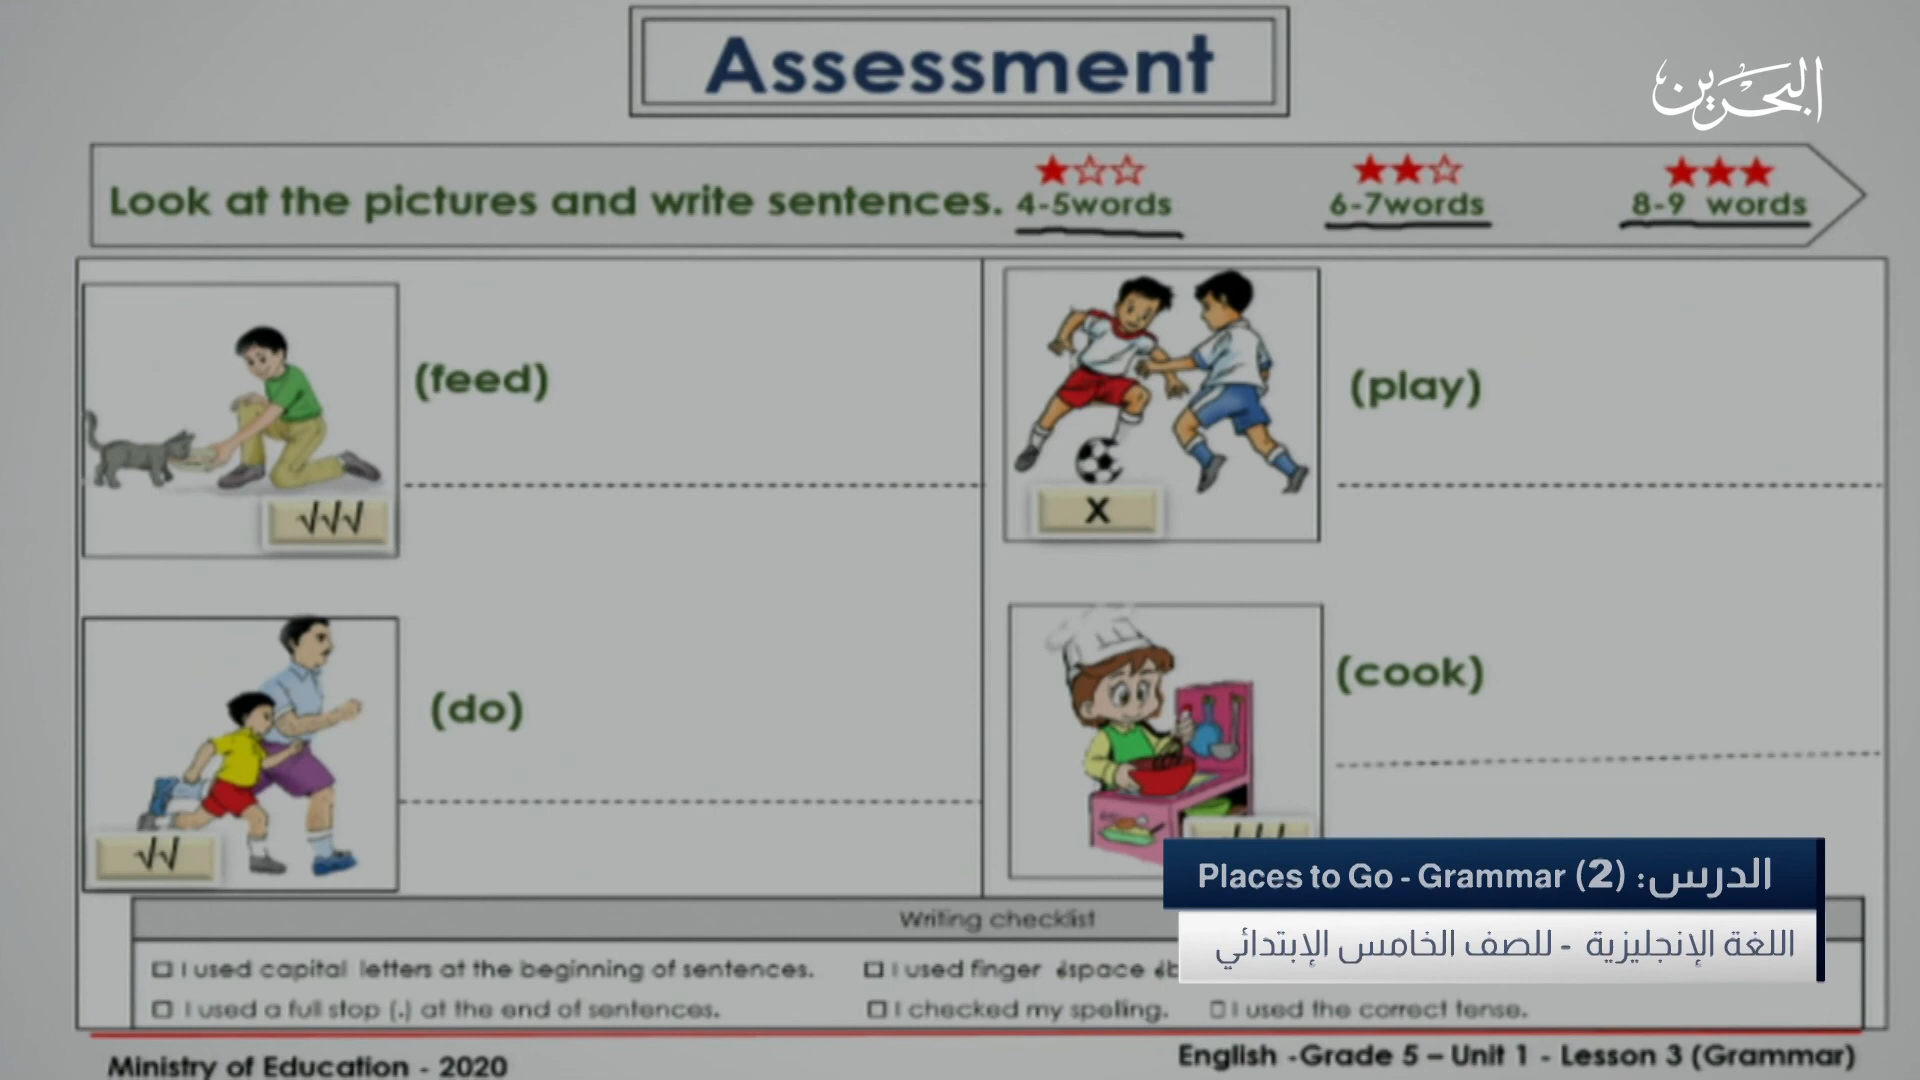 Assessment
البحرين
Look at the pictures and write sentences. 4-5words 6-7words 8-9 words
(feed)
√√√
(play)
X
(do)
√√
(cook)
الدرس: Places to Go - Grammar (2)
اللغة الإنجليزية - للصف الخامس الإبتدائي
Writing checklist
I used capital letters at the beginning of sentences.
I used finger
I used a full stop (.) at the end of sentences.
I checked my spelling.
I used the correct tense.
Ministry of Education - 2020
English -Grade 5 – Unit 1 - Lesson 3 (Grammar)